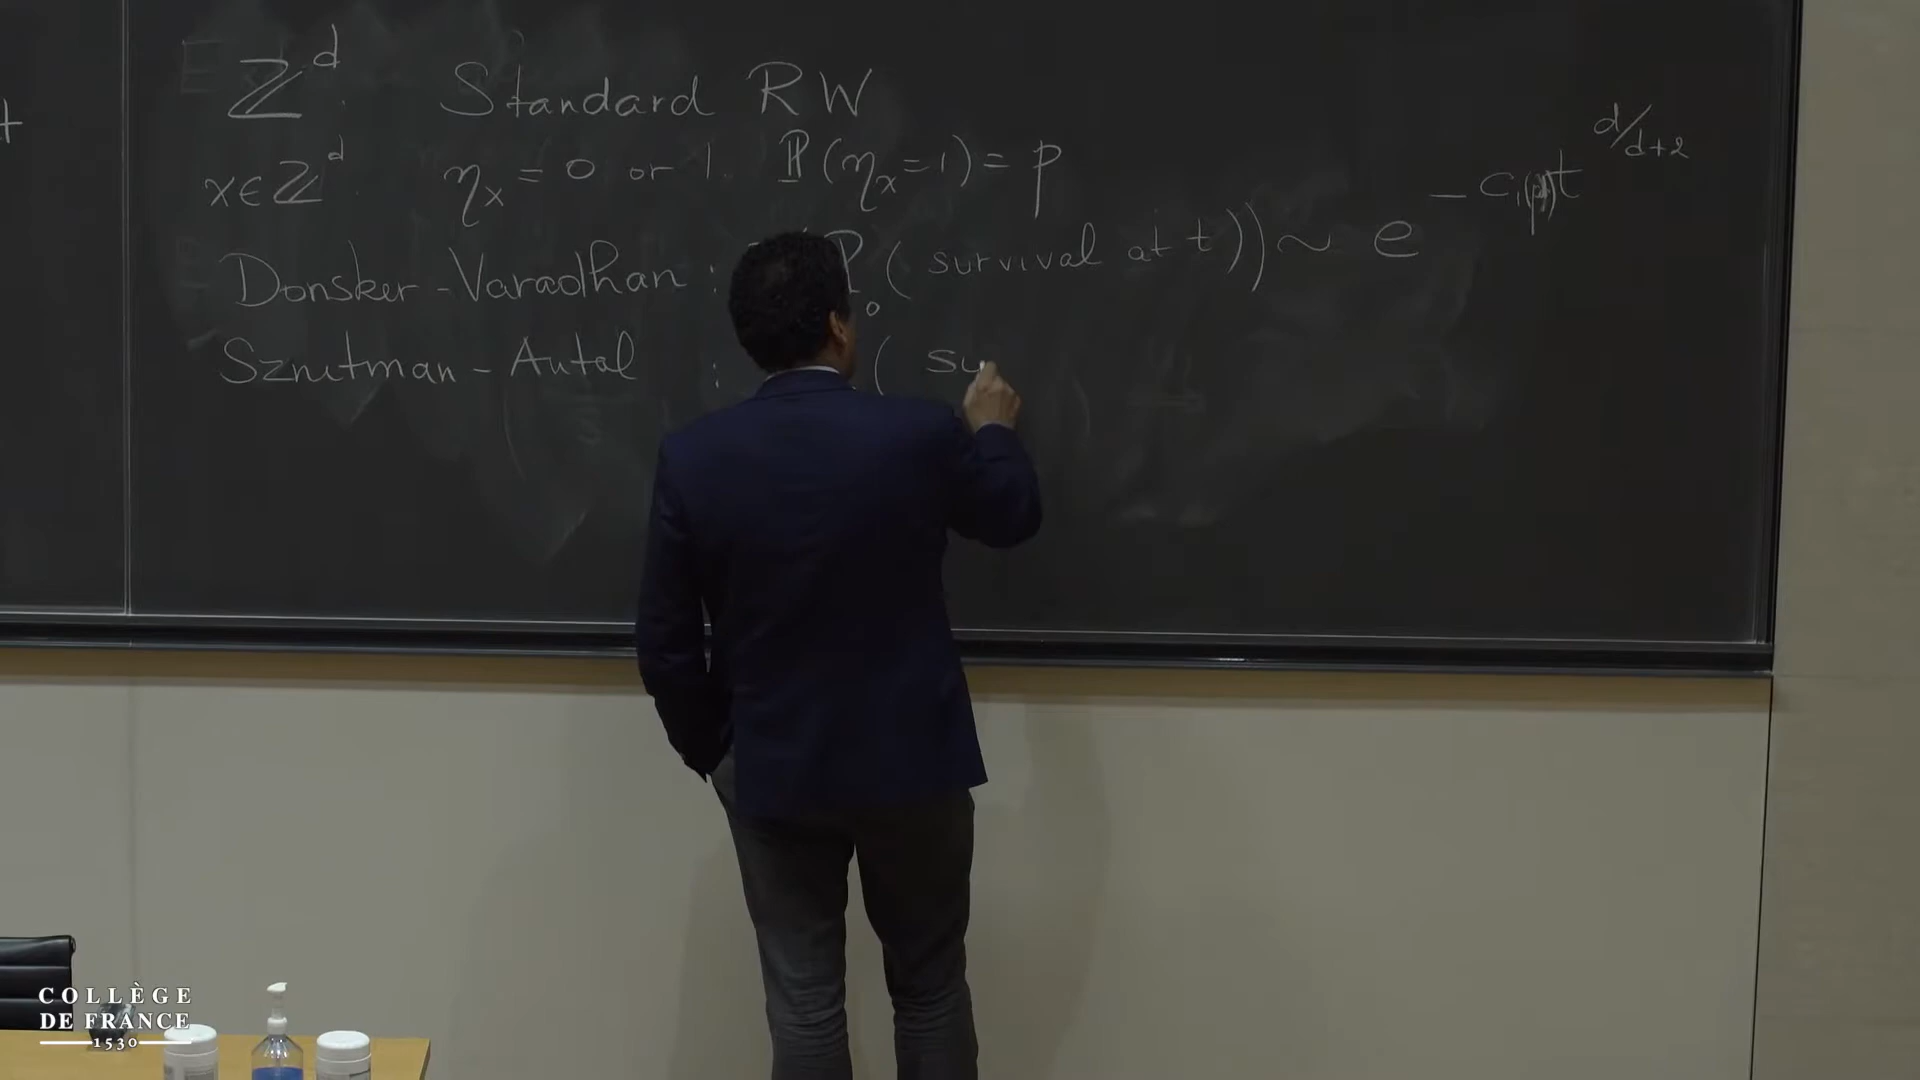 ℤ^d. Standard RW
x∈ℤ^d. η_x = 0 or 1. ℙ(η_x=1) = p
Donsker-Varadhan : P_0( survival at t)) ~ e^{-c_1(p)t^{d/d+2}}
Sznitman - Antal : ( su
COLLÈGE
DE FRANCE
1530